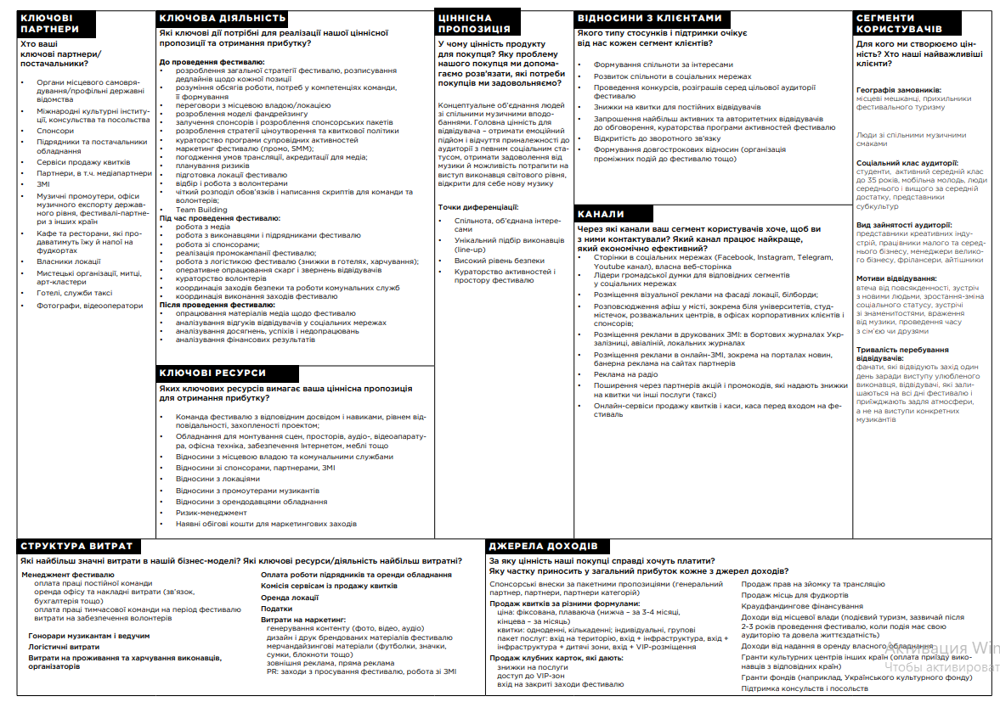 КЛЮЧОВІ
ПАРТНЕРИ
Хто ваші
ключові партнери/
постачальники?
• Органи місцевого самовря-
дування/профільні державні
відомства
• Міжнародні культурні інститу-
ції, консульства та посольства
• Спонсори
• Підрядники та постачальники
обладнання
• Сервіси продажу квитків
• Партнери, в т.ч. медіапартнери
• ЗМІ
• Музичні промоутери, офіси
музичного експорту держав-
ного рівня, фестивалі-партне-
ри з інших країн
• Кафе та ресторани, які про-
даватимуть їжу й напої на
фудкортах
• Власники локації
• Мистецькі організації, митці,
арт-кластери
• Готелі, служби таксі
• Фотографи, відеооператори
КЛЮЧОВА ДІЯЛЬНІСТЬ
Які ключові дії потрібні для реалізації нашої ціннісної
пропозиції та отримання прибутку?
До проведення фестивалю:
• розроблення загальної стратегії фестивалю, розписування
дедлайнів щодо кожної позиції
• розуміння обсягів роботи, потреб у компетенціях команди,
її формування
• переговори з місцевою владою/локацією
• розроблення моделі фандрейзингу
• залучення спонсорів і розроблення спонсорських пакетів
• розроблення стратегії ціноутворення та квиткової політики
• кураторство програми супровідних активностей
• маркетинг фестивалю (промо, SMM);
• погодження умов трансляції, акредитації для медіа;
• планування ризиків
• підготовка локації фестивалю
• відбір і робота з волонтерами
• чіткий розподіл обов'язків і написання скриптів для команди та
волонтерів;
• Team Building
Під час проведення фестивалю:
• робота з медіа
• робота з виконавцями і підрядниками фестивалю
• робота зі спонсорами;
• реалізація промокампанії фестивалю;
• робота з логістикою фестивалю (знижки в готелях, харчування);
• оперативне опрацювання скарг і звернень відвідувачів
• кураторство волонтерів
• координація заходів безпеки та роботи комунальних служб
• координація виконання заходів фестивалю
Після проведення фестивалю:
• опрацювання матеріалів медіа щодо фестивалю
• аналізування відгуків відвідувачів у соціальних мережах
• аналізування досягнень, успіхів і недопрацювань
• аналізування фінансових результатів
КЛЮЧОВІ РЕСУРСИ
Яких ключових ресурсів вимагає ваша ціннісна пропозиція
для отримання прибутку?
• Команда фестивалю з відповідним досвідом і навиками, рівнем від-
повідальності, захопленості проектом;
• Обладнання для монтування сцен, просторів, аудіо-, відеоапарату-
ра, офісна техніка, забезпечення Інтернетом, меблі тощо
• Відносини з місцевою владою та комунальними службами
• Відносини зі спонсорами, партнерами, ЗМІ
• Відносини з локаціями
• Відносини з промоутерами музикантів
• Відносини з орендодавцями обладнання
• Ризик-менеджмент
• Наявні обігові кошти для маркетингових заходів
ЦІННІСНА
ПРОПОЗИЦІЯ
У чому цінність продукту
для покупця? Яку проблему
нашого покупця ми допома-
гаємо розв'язати, які потреби
покупців ми задовольняємо?
Концептуальне об'єднання людей
зі спільними музичними вподо-
баннями. Головна цінність для
відвідувача – отримати емоційний
підйом і відчуття приналежності до
аудиторії з певним соціальним ста-
тусом, отримати задоволення від
музики й можливість потрапити на
виступ виконавця світового рівня,
відкрити для себе нову музику
Точки диференціації:
• Спільнота, об'єднана інтере-
сами
• Унікальний підбір виконавців
(line-up)
• Високий рівень безпеки
• Кураторство активностей і
простору фестивалю
ВІДНОСИНИ З КЛІЄНТАМИ
Якого типу стосунків і підтримки очікує
від нас кожен сегмент клієнтів?
• Формування спільноти за інтересами
• Розвиток спільноти в соціальних мережах
• Проведення конкурсів, розіграшів серед цільової аудиторії
фестивалю
• Знижки на квитки для постійних відвідувачів
• Запрошення найбільш активних та авторитетних відвідувачів
до обговорення, кураторства програми активностей фестивалю
• Відкритість до зворотного зв'язку
• Формування довгострокових відносин (організація
проміжних подій до фестивалю тощо)
КАНАЛИ
Через які канали ваш сегмент користувачів хоче, щоб ви
з ними контактували? Який канал працює найкраще,
який економічно ефективний?
• Сторінки в соціальних мережах (Facebook, Instagram, Telegram,
Youtube канал), власна веб-сторінка
• Лідери громадської думки для відповідних сегментів
у соціальних мережах
• Розміщення візуальної реклами на фасаді локації, білборди;
• Розповсюдження афіш у місті, зокрема біля університетів, студ-
містечок, розважальних центрів, в офісах корпоративних клієнтів і
спонсорів;
• Розміщення реклами в друкованих ЗМІ: в бортових журналах Укр-
залізниці, авіаліній, локальних журналах
• Розміщення реклами в онлайн-ЗМІ, зокрема на порталах новин,
банерна реклама на сайтах партнерів
• Реклама на радіо
• Поширення через партнерів акцій і промокодів, які надають знижки
на квитки чи інші послуги (таксі)
• Онлайн-сервіси продажу квитків і каси, каса перед входом на фе-
стиваль
СЕГМЕНТИ
КОРИСТУВАЧІВ
Для кого ми створюємо цін-
ність? Хто наші найважливіші
клієнти?
Географія замовників:
місцеві мешканці, прихильники
фестивального туризму
Люди зі спільними музичними
смаками
Соціальний клас аудиторії:
студенти, активний середній клас
до 35 років, мобільна молодь, люди
середнього і вищого за середній
достатку, представники
субкультур
Вид зайнятості аудиторії:
представники креативних інду-
стрій, працівники малого та серед-
нього бізнесу, менеджери велико-
го бізнесу, фрілансери, айтішники
Мотиви відвідування:
втеча від повсякденності, зустріч
з новими людьми, зростання-зміна
соціального статусу, зустрічі
зі знаменитостями, враження
від музики, проведення часу
з сім'єю чи друзями
Тривалість перебування
відвідувачів:
фанати, які відвідують захід один
день заради виступу улюбленого
виконавця, відвідувачі, які зали-
шаються на всі дні фестивалю і
приїжджають задля атмосфери,
а не на виступи конкретних
музикантів
СТРУКТУРА ВИТРАТ
Які найбільш значні витрати в нашій бізнес-моделі? Які ключові ресурси/діяльність найбільш витратні?
Менеджмент фестивалю
оплата праці постійної команди
оренда офісу та накладні витрати (зв'язок,
бухгалтерія тощо)
оплата праці тимчасової команди на період фестивалю
витрати на забезпечення волонтерів
Гонорари музикантам і ведучим
Логістичні витрати
Витрати на проживання та харчування виконавців,
організаторів
Оплата роботи підрядників та оренди обладнання
Комісія сервісам із продажу квитків
Оренда локації
Податки
Витрати на маркетинг:
генерування контенту (фото, відео, аудіо)
дизайн і друк брендованих матеріалів фестивалю
мерчандайзингові матеріали (футболки, значки,
сумки, блокноти тощо)
зовнішня реклама, пряма реклама
PR: заходи з просування фестивалю, робота зі ЗМІ
ДЖЕРЕЛА ДОХОДІВ
За яку цінність наші покупці справді хочуть платити?
Яку частку приносить у загальний прибуток кожне з джерел доходів?
Спонсорські внески за пакетними пропозиціями (генеральний
партнер, партнери, партнери категорій)
Продаж квитків за різними формулами:
ціна: фіксована, плаваюча (нижча – за 3-4 місяці,
кінцева – за місяць)
квитки: одноденні, кількаденні; індивідуальні, групові
пакет послуг: вхід на територію, вхід + інфраструктура, вхід +
інфраструктура + дитячі зони, вхід + VIP-розміщення
Продаж клубних карток, які дають:
знижки на послуги
доступ до VIP-зон
вхід на закриті заходи фестивалю
Продаж прав на зйомку та трансляцію
Продаж місць для фудкортів
Краудфандингове фінансування
Доходи від місцевої влади (подієвий туризм, зазвичай після
2-3 років проведення фестивалю, коли подія має свою
аудиторію та довела життєздатність)
Доходи від надання в оренду власного обладнання
Гранти культурних центрів інших країн (оплата приїзду вико-
навців з відповідних країн)
Гранти фондів (наприклад, Українського культурного фонду)
Підтримка консульств і посольств
Активация Win
Чтобы активироват